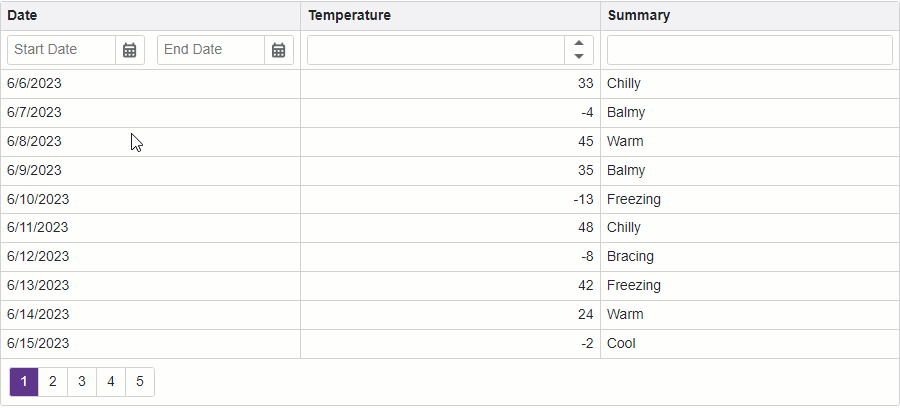 Date Temperature Summary
Start Date End Date
6/6/2023 33 Chilly
6/7/2023 -4 Balmy
6/8/2023 45 Warm
6/9/2023 35 Balmy
6/10/2023 -13 Freezing
6/11/2023 48 Chilly
6/12/2023 -8 Bracing
6/13/2023 42 Freezing
6/14/2023 24 Warm
6/15/2023 -2 Cool
1 2 3 4 5